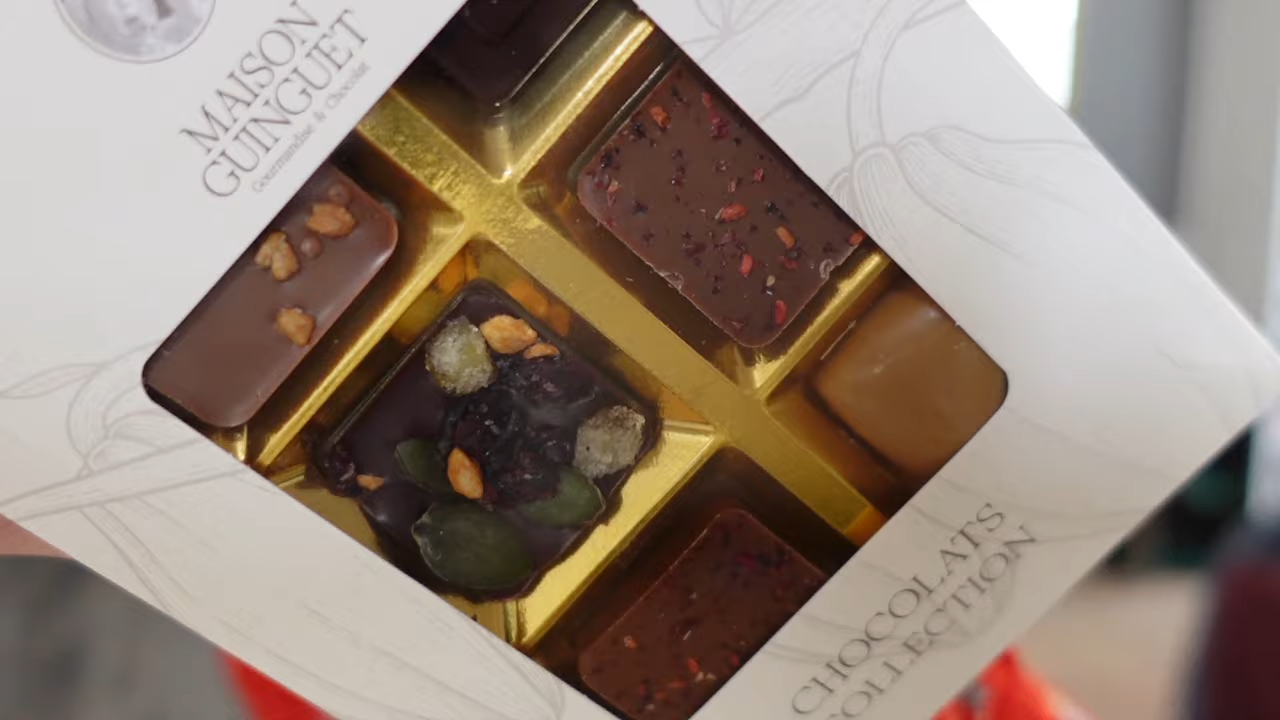 MAISON
GUINGUET
Gourmandise & Chocolat
CHOCOLATS
COLLECTION